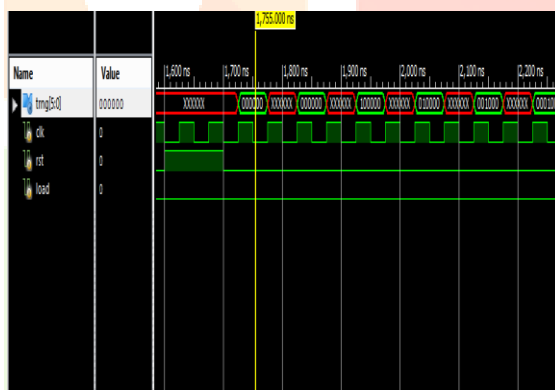 1,755.000 ns
Name Value 1,600 ns 1,700 ns 1,800 ns 1,900 ns 2,000 ns 2,100 ns 2,200 ns
trng[5:0] 000000 XXXXXX 000000 XXXXXX 000000 XXXXXX 100000 XXXXXX 010000 XXXXXX 001000 XXXXXX
clk 0
rst 0
load 0